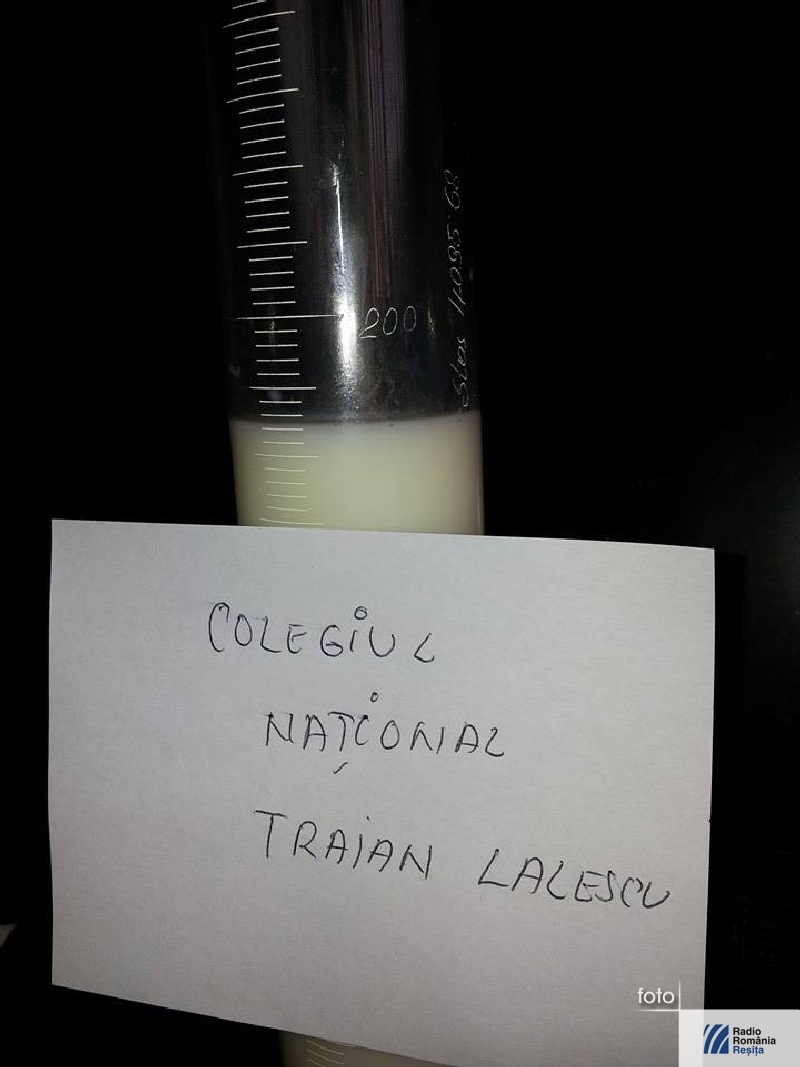 200
COLEGIUL
NAȚIONAL
TRAIAN LALESCU
foto
Radio
România
Reșița